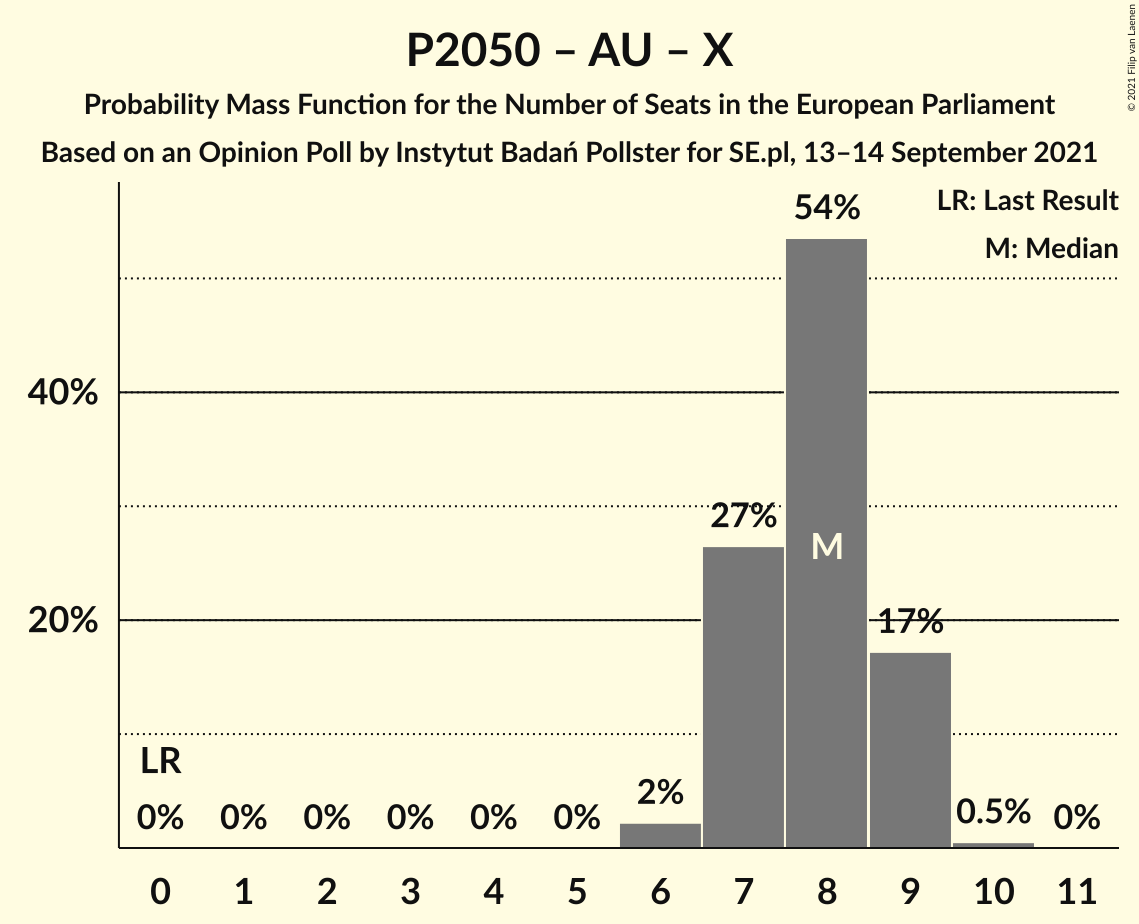 P2050 – AU – X
Probability Mass Function for the Number of Seats in the European Parliament
Based on an Opinion Poll by Instytut Badań Pollster for SE.pl, 13–14 September 2021
© 2021 Filip van Laenen
LR: Last Result
M: Median
54%
40%
27%
M
20%
17%
LR
0% 0% 0% 0% 0% 0% 2% 0.5% 0%
0 1 2 3 4 5 6 7 8 9 10 11